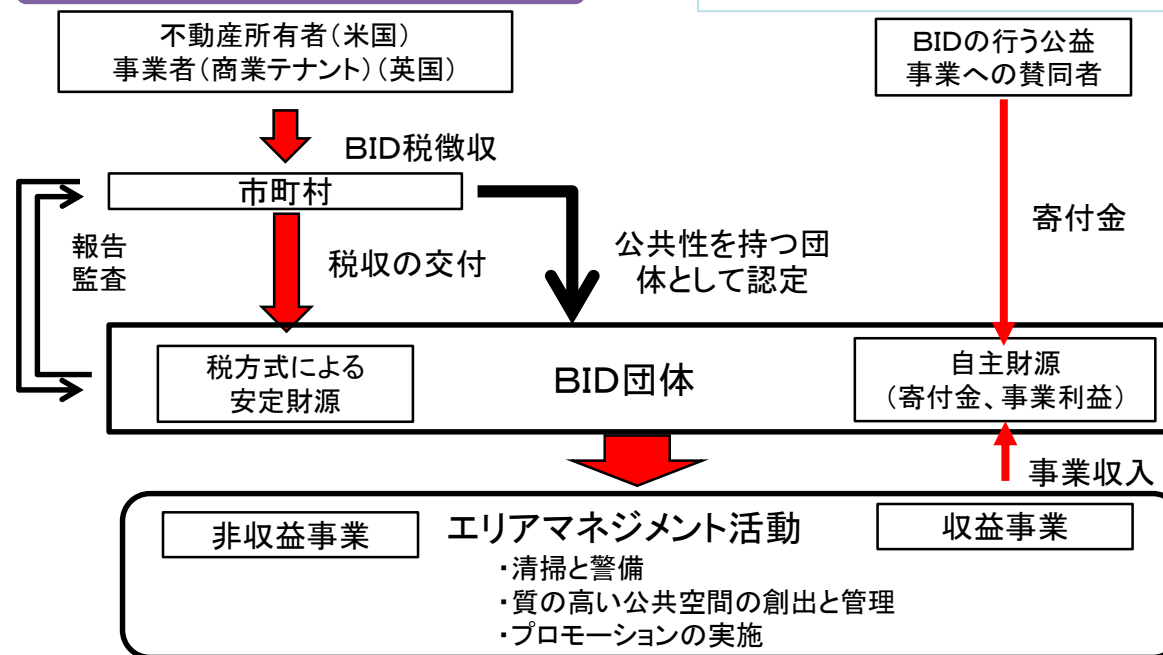 不動産所有者(米国)
事業者(商業テナント)(英国)
BIDの行う公益
事業への賛同者
BID税徴収
市町村
寄付金
報告
監査
税収の交付
公共性を持つ団
体として認定
税方式による
安定財源
BID団体
自主財源
(寄付金、事業利益)
事業収入
非収益事業
エリアマネジメント活動
収益事業
・清掃と警備
・質の高い公共空間の創出と管理
・プロモーションの実施